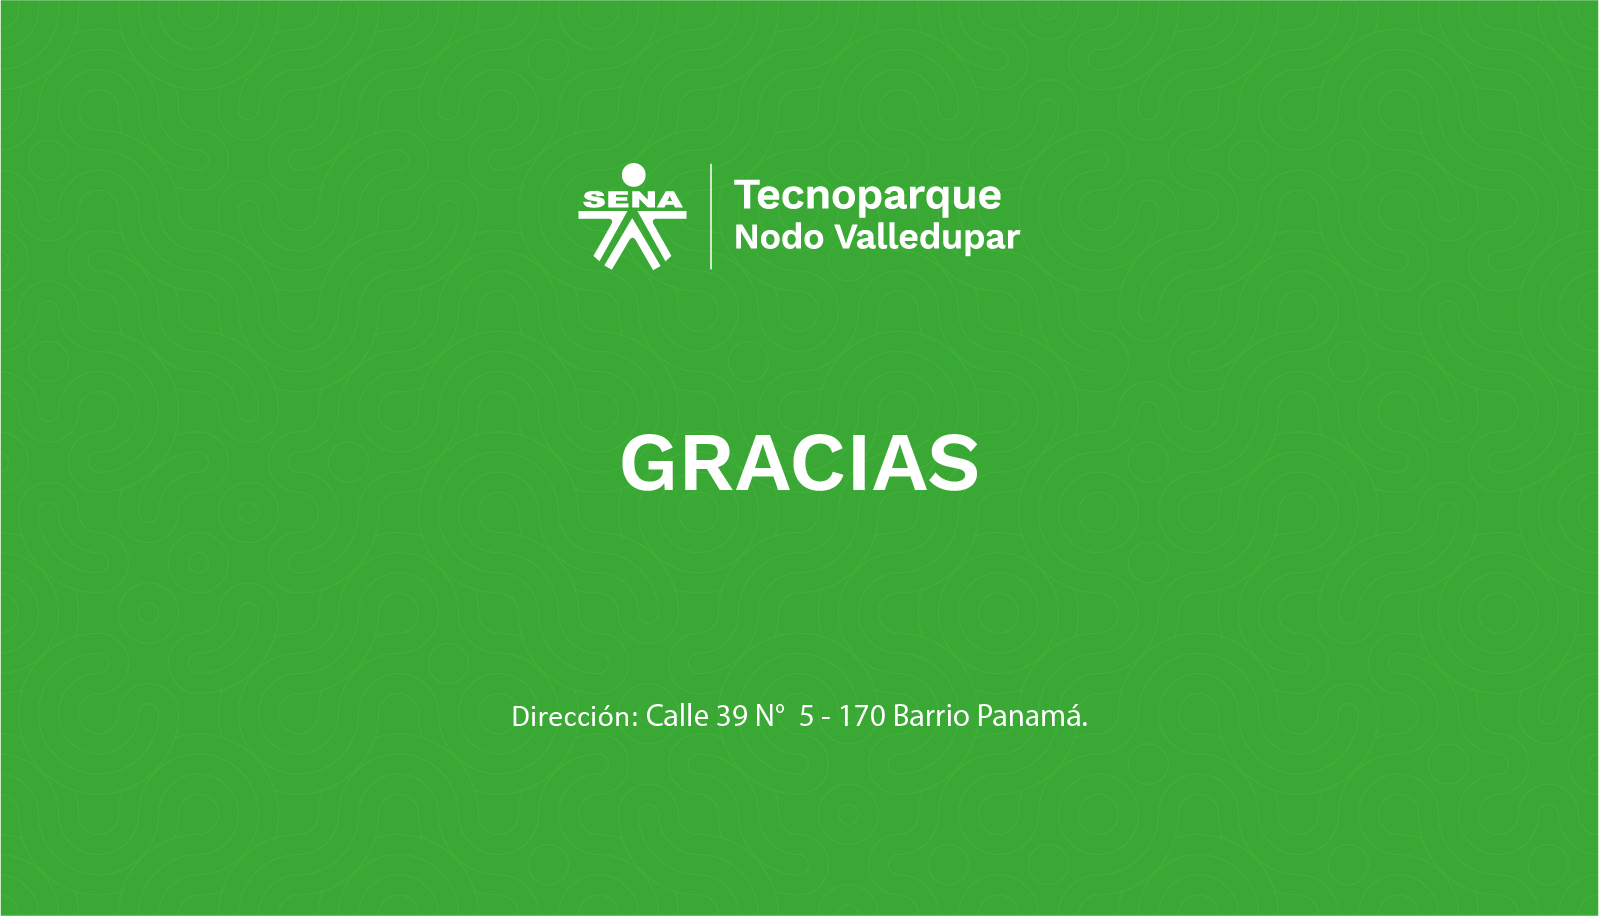 SENA
Tecnoparque
Nodo Valledupar
GRACIAS
Dirección: Calle 39 N°  5 - 170 Barrio Panamá.